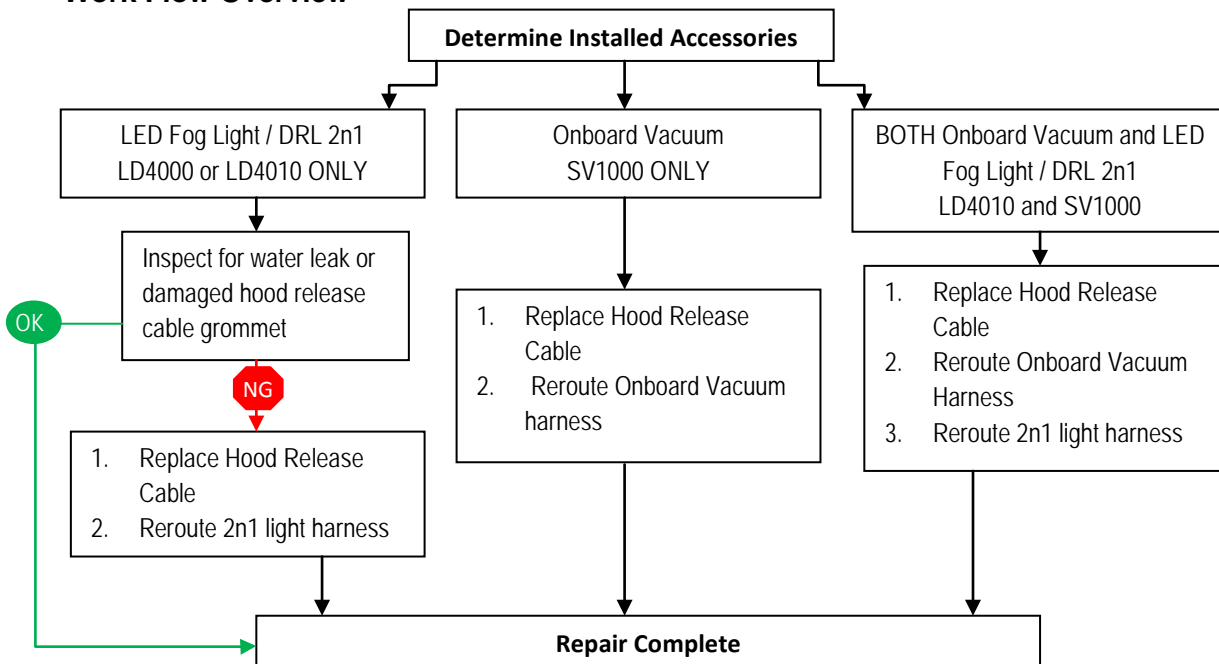 Work Flow Overview
Determine Installed Accessories
LED Fog Light / DRL 2n1
LD4000 or LD4010 ONLY
Onboard Vacuum
SV1000 ONLY
BOTH Onboard Vacuum and LED
Fog Light / DRL 2n1
LD4010 and SV1000
Inspect for water leak or
damaged hood release
cable grommet
OK
NG
1. Replace Hood Release
Cable
2. Reroute 2n1 light harness
1. Replace Hood Release
Cable
2. Reroute Onboard Vacuum
harness
1. Replace Hood Release
Cable
2. Reroute Onboard Vacuum
Harness
3. Reroute 2n1 light harness
Repair Complete